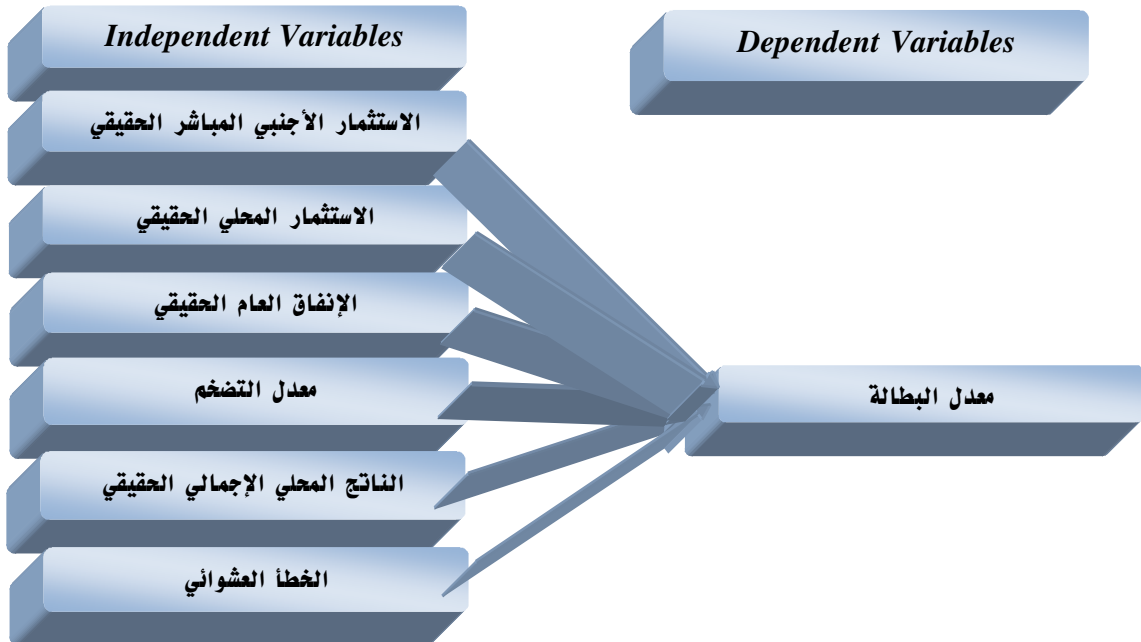 Independent Variables
Dependent Variables
الاستثمار الأجنبي المباشر الحقيقي
الاستثمار المحلي الحقيقي
الإنفاق العام الحقيقي
معدل التضخم
معدل البطالة
الناتج المحلي الإجمالي الحقيقي
الخطأ العشوائي